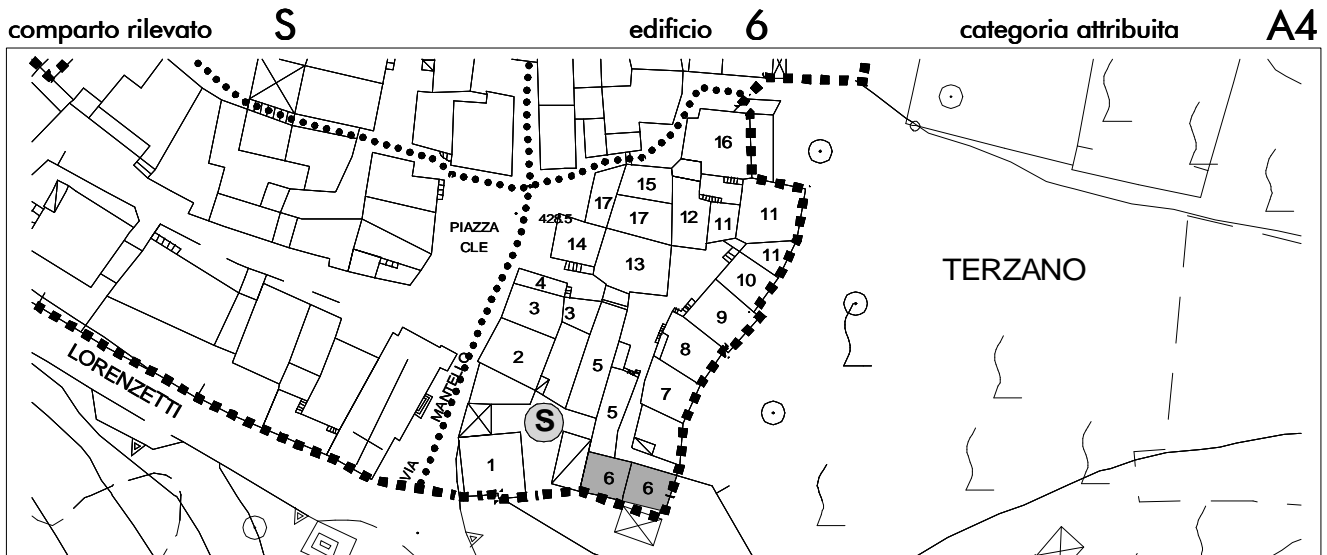 comparto rilevato S edificio 6 categoria attribuita A4
16
15
17
12
17
11
11
PIAZZA
CLE
14
13
11
10
TERZANO
4
3
3
9
2
8
5
7
LORENZETTI
MANTELLO
S
5
1
VIA
6
6